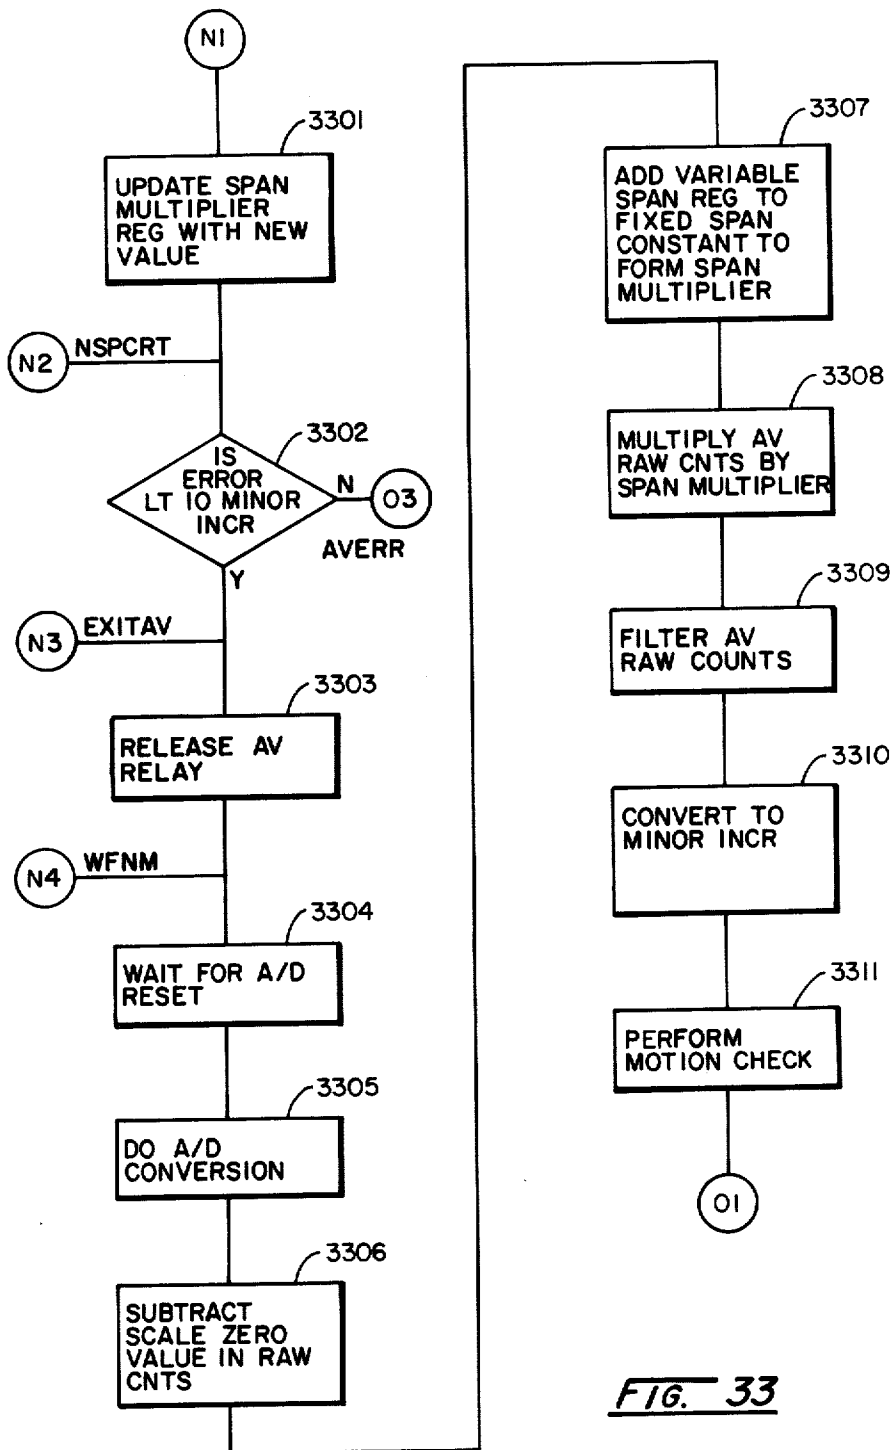 N1
3301
UPDATE SPAN
MULTIPLIER
REG WITH NEW
VALUE
N2
NSPCRT
3302
IS
ERROR
LT 10 MINOR
INCR
N
O3
AVERR
Y
N3
EXITAV
3303
RELEASE AV
RELAY
N4
WFNM
3304
WAIT FOR A/D
RESET
3305
DO A/D
CONVERSION
3306
SUBTRACT
SCALE ZERO
VALUE IN RAW
CNTS
3307
ADD VARIABLE
SPAN REG TO
FIXED SPAN
CONSTANT TO
FORM SPAN
MULTIPLIER
3308
MULTIPLY AV
RAW CNTS BY
SPAN MULTIPLIER
3309
FILTER AV
RAW COUNTS
3310
CONVERT TO
MINOR INCR
3311
PERFORM
MOTION CHECK
O1
FIG. 33